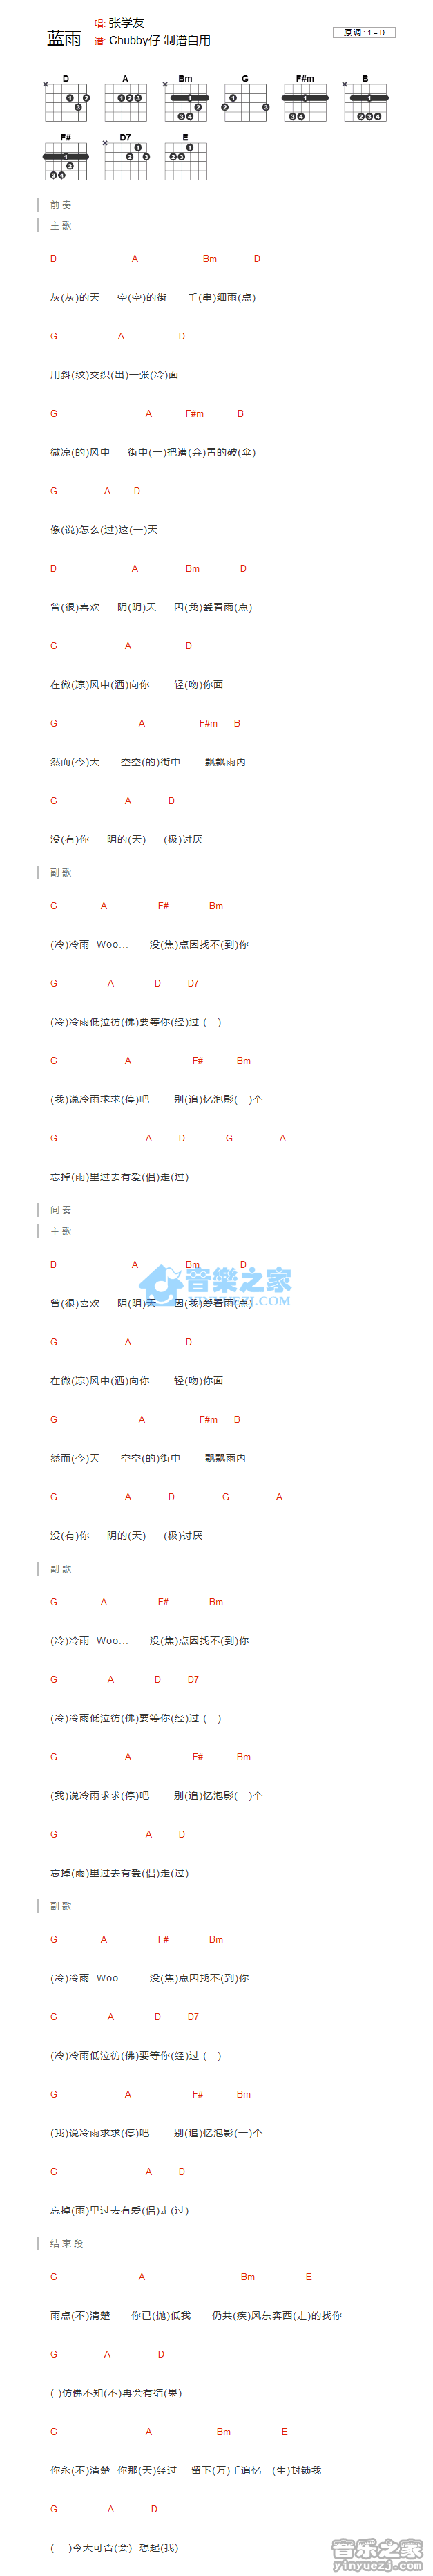 蓝雨
唱: 张学友
谱: Chubby仔 制谱自用
原调：1 = D
D A Bm G F#m B
F# D7 E
前奏
主歌
D A Bm D
灰(灰)的天 空(空)的街 千(串)细雨(点)
G A D
用斜(纹)交织(出)一张(冷)面
G A F#m B
微凉(的)风中 街中(一)把遭(弃)置的破(伞)
G A D
像(说)怎么(过)这(一)天
D A Bm D
曾(很)喜欢 阴(阴)天 因(我)爱看雨(点)
G A D
在微(凉)风中(洒)向你 轻(吻)你面
G A F#m B
然而(今)天 空空(的)街中 飘飘雨内
G A D
没(有)你 阴的(天) (极)讨厌
副歌
G A F# Bm
(冷)冷雨 Woo... 没(焦)点因找不(到)你
G A D D7
(冷)冷雨低泣彷(佛)要等你(经)过 ( )
G A F# Bm
(我)说冷雨求求(停)吧 别(追)忆泡影(一)个
G A D G A
忘掉(雨)里过去有爱(侣)走(过)
间奏
主歌
D A Bm D
曾(很)喜欢 阴(阴)天 因(我)爱看雨(点)
G A D
在微(凉)风中(洒)向你 轻(吻)你面
G A F#m B
然而(今)天 空空(的)街中 飘飘雨内
G A D G A
没(有)你 阴的(天) (极)讨厌
副歌
G A F# Bm
(冷)冷雨 Woo... 没(焦)点因找不(到)你
G A D D7
(冷)冷雨低泣彷(佛)要等你(经)过 ( )
G A F# Bm
(我)说冷雨求求(停)吧 别(追)忆泡影(一)个
G A D
忘掉(雨)里过去有爱(侣)走(过)
副歌
G A F# Bm
(冷)冷雨 Woo... 没(焦)点因找不(到)你
G A D D7
(冷)冷雨低泣彷(佛)要等你(经)过 ( )
G A F# Bm
(我)说冷雨求求(停)吧 别(追)忆泡影(一)个
G A D
忘掉(雨)里过去有爱(侣)走(过)
结束段
G A Bm E
雨点(不)清楚 你已(抛)低我 仍共(疾)风东奔西(走)的找你
G A D
( )仿佛不知(不)再会有结(果)
G A Bm E
你永(不)清楚 你那(天)经过 留下(万)千追忆一(生)封锁我
G A D
( )今天可否(会) 想起(我)
音樂之家
音乐之家
yinyuezj.com